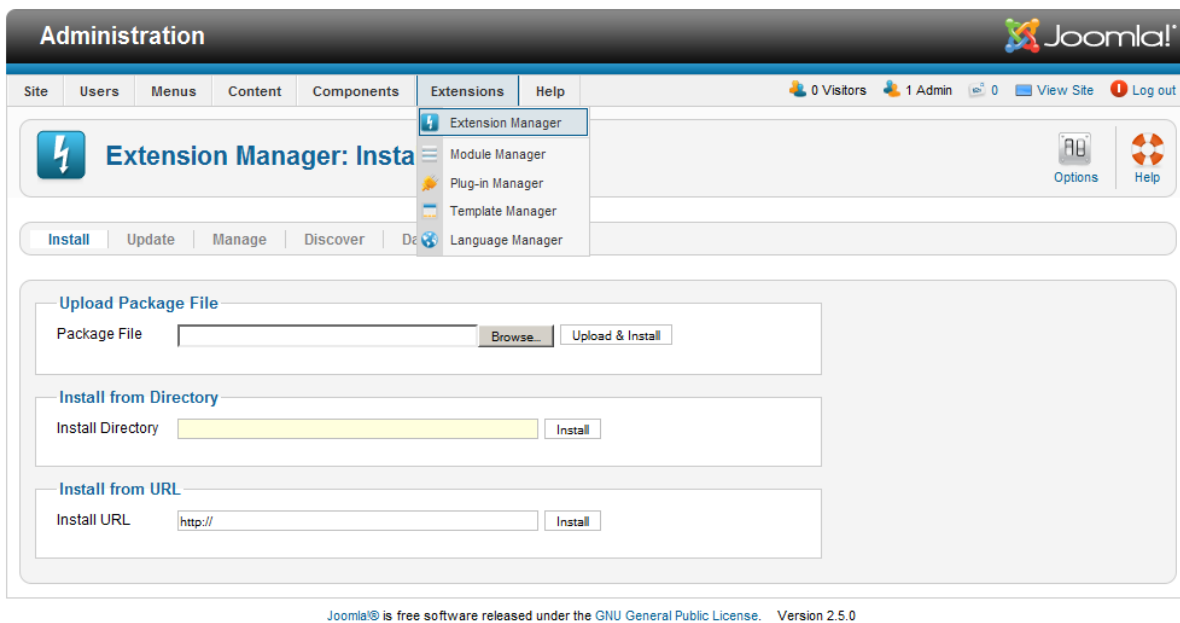 Administration
Joomla!
Site Users Menus Content Components Extensions Help 0 Visitors 1 Admin 0 View Site Log out
Extension Manager
Extension Manager: Insta
Module Manager
Plug-in Manager
Template Manager
Language Manager
Options Help
Install Update Manage Discover Da
Upload Package File
Package File Browse... Upload & Install
Install from Directory
Install Directory Install
Install from URL
Install URL http:// Install
Joomla!® is free software released under the GNU General Public License. Version 2.5.0